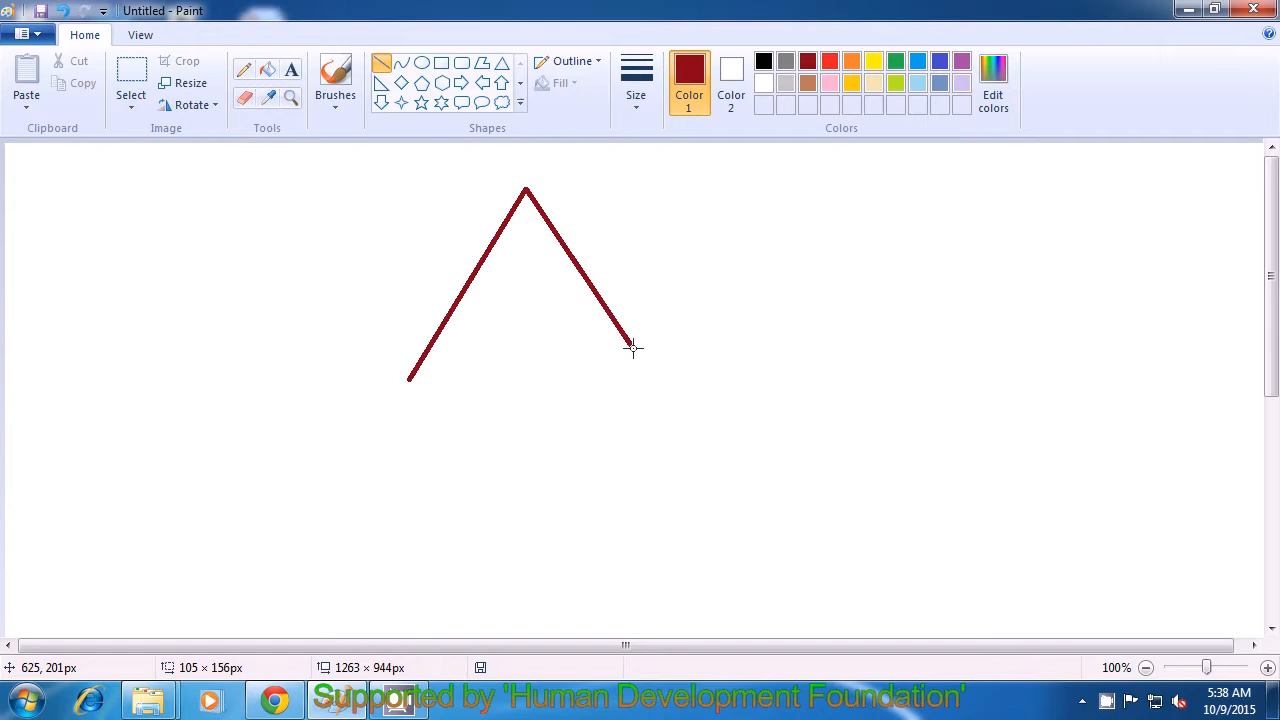 Untitled - Paint
Home
View
Paste
Cut
Copy
Clipboard
Select
Crop
Resize
Rotate
Image
A
Tools
Brushes
Outline
Fill
Shapes
Size
Color
1
Color
2
Edit
colors
Colors
625, 201px
105 × 156px
1263 × 944px
100%
Supported by 'Human Development Foundation'
5:38 AM
10/9/2015